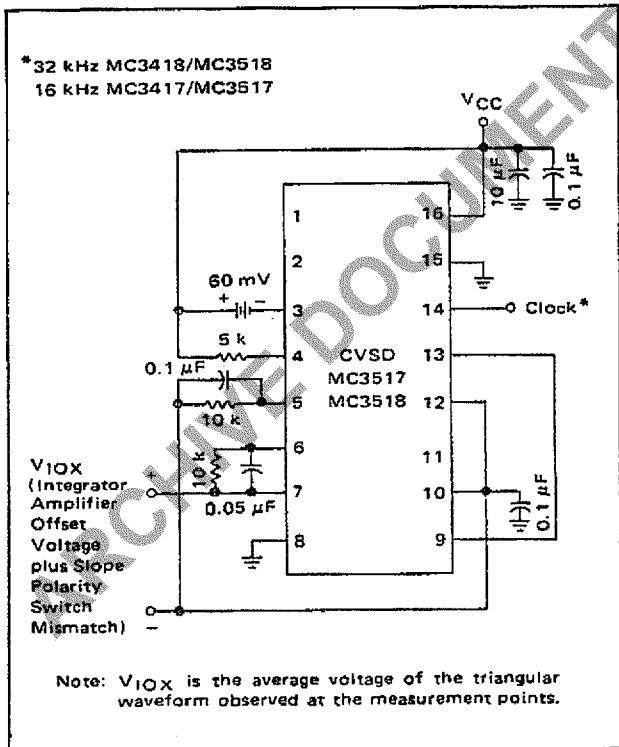 *32 kHz MC3418/MC3518
16 kHz MC3417/MC3517
VCC
10 µF
0.1 µF
1
2
3
4
5
6
7
8
16
15
14
13
12
11
10
9
60 mV
+ −
5 k
0.1 µF
10 k
10 k
0.05 µF
0.1 µF
Clock*
CVSD
MC3517
MC3518
VIOX
(Integrator
Amplifier
Offset
Voltage
plus Slope
Polarity
Switch
Mismatch)
+
−
Note: VIOX is the average voltage of the triangular
waveform observed at the measurement points.
ARCHIVE DOCUMENT